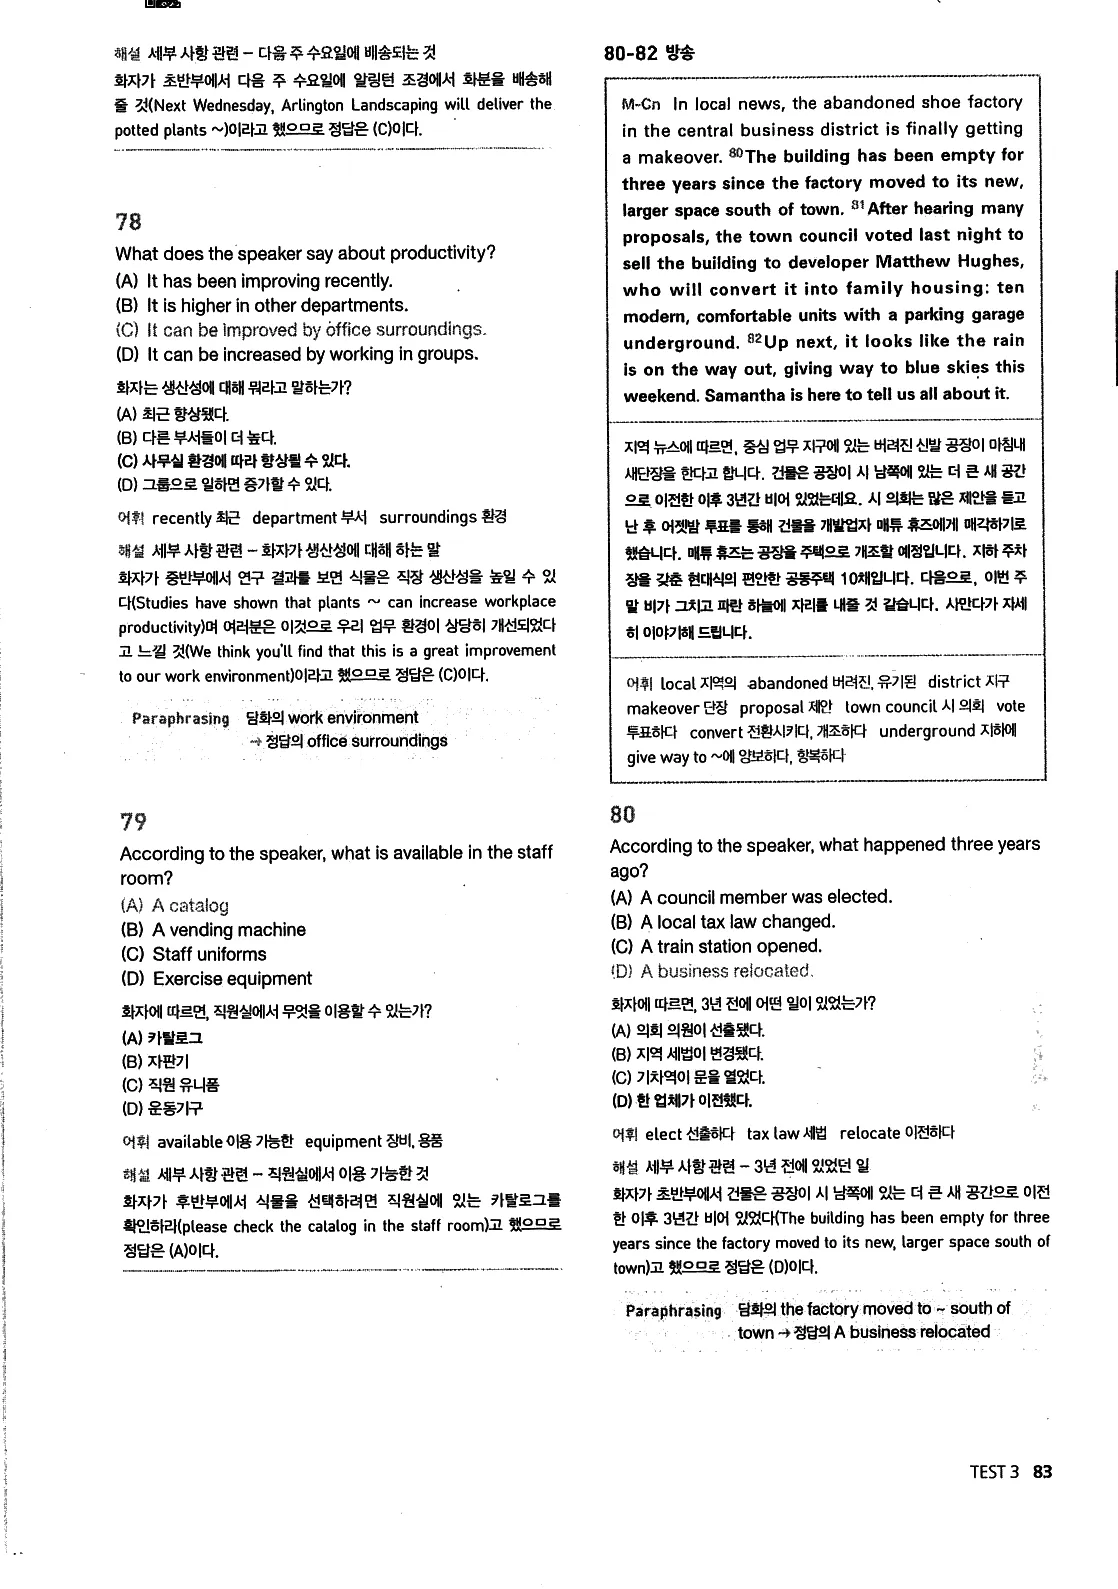 해설 세부 사항 관련 – 다음 주 수요일에 배송되는 것
화자가 초반부에서 다음 주 수요일에 알링턴 조경에서 화분을 배송해
줄 것(Next Wednesday, Arlington Landscaping will deliver the
potted plants ~)이라고 했으므로 정답은 (C)이다.
78
What does the speaker say about productivity?
(A) It has been improving recently.
(B) It is higher in other departments.
(C) It can be improved by office surroundings.
(D) It can be increased by working in groups.
화자는 생산성에 대해 뭐라고 말하는가?
(A) 최근 향상됐다.
(B) 다른 부서들이 더 높다.
(C) 사무실 환경에 따라 향상될 수 있다.
(D) 그룹으로 일하면 증가할 수 있다.
어휘 recently 최근 department 부서 surroundings 환경
해설 세부 사항 관련 – 화자가 생산성에 대해 하는 말
화자가 중반부에서 연구 결과를 보면 식물은 직장 생산성을 높일 수 있
다(Studies have shown that plants ~ can increase workplace
productivity)며 여러분은 이것으로 우리 업무 환경이 상당히 개선되었다
고 느낄 것(We think you'll find that this is a great improvement
to our work environment)이라고 했으므로 정답은 (C)이다.
Paraphrasing 담화의 work environment
→ 정답의 office surroundings
79
According to the speaker, what is available in the staff
room?
(A) A catalog
(B) A vending machine
(C) Staff uniforms
(D) Exercise equipment
화자에 따르면, 직원실에서 무엇을 이용할 수 있는가?
(A) 카탈로그
(B) 자판기
(C) 직원 유니폼
(D) 운동기구
어휘 available 이용 가능한 equipment 장비, 용품
해설 세부 사항 관련 – 직원실에서 이용 가능한 것
화자가 후반부에서 식물을 선택하려면 직원실에 있는 카탈로그를
확인하라(please check the catalog in the staff room)고 했으므로
정답은 (A)이다.
80-82 방송
M-Cn In local news, the abandoned shoe factory
in the central business district is finally getting
a makeover. 80The building has been empty for
three years since the factory moved to its new,
larger space south of town. 81After hearing many
proposals, the town council voted last night to
sell the building to developer Matthew Hughes,
who will convert it into family housing: ten
modern, comfortable units with a parking garage
underground. 82Up next, it looks like the rain
is on the way out, giving way to blue skies this
weekend. Samantha is here to tell us all about it.
지역 뉴스에 따르면, 중심 업무 지구에 있는 버려진 신발 공장이 마침내
새단장을 한다고 합니다. 건물은 공장이 시 남쪽에 있는 더 큰 새 공간
으로 이전한 이후 3년간 비어 있었는데요. 시 의회는 많은 제안을 듣고
난 후 어젯밤 투표를 통해 건물을 개발업자 매튜 휴즈에게 매각하기로
했습니다. 매튜 휴즈는 공장을 주택으로 개조할 예정입니다. 지하 주차
장을 갖춘 현대식의 편안한 공동주택 10채입니다. 다음으로, 이번 주
말 비가 그치고 파란 하늘에 자리를 내줄 것 같습니다. 사만다가 자세
히 이야기해 드립니다.
어휘 local 지역의 abandoned 버려진, 유기된 district 지구
makeover 단장 proposal 제안 town council 시 의회 vote
투표하다 convert 전환시키다, 개조하다 underground 지하에
give way to ~에 양보하다, 항복하다
80
According to the speaker, what happened three years
ago?
(A) A council member was elected.
(B) A local tax law changed.
(C) A train station opened.
(D) A business relocated.
화자에 따르면, 3년 전에 어떤 일이 있었는가?
(A) 의회 의원이 선출됐다.
(B) 지역 세법이 변경됐다.
(C) 기차역이 문을 열었다.
(D) 한 업체가 이전했다.
어휘 elect 선출하다 tax law 세법 relocate 이전하다
해설 세부 사항 관련 – 3년 전에 있었던 일
화자가 초반부에서 건물은 공장이 시 남쪽에 있는 더 큰 새 공간으로 이전
한 이후 3년간 비어 있었다(The building has been empty for three
years since the factory moved to its new, larger space south of
town)고 했으므로 정답은 (D)이다.
Paraphrasing 담화의 the factory moved to ~ south of
town → 정답의 A business relocated
TEST 3 83